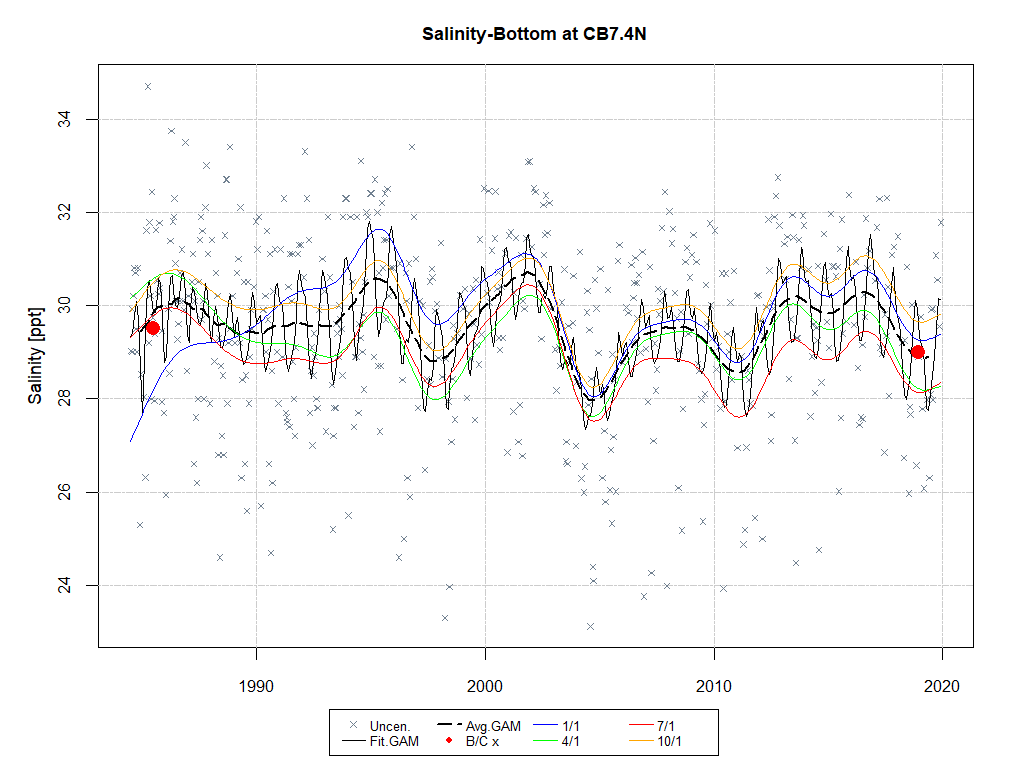 Salinity-Bottom at CB7.4N
Salinity [ppt]
34
32
30
28
26
24
1990 2000 2010 2020
Uncen. Avg.GAM 1/1 7/1
Fit.GAM B/C x 4/1 10/1